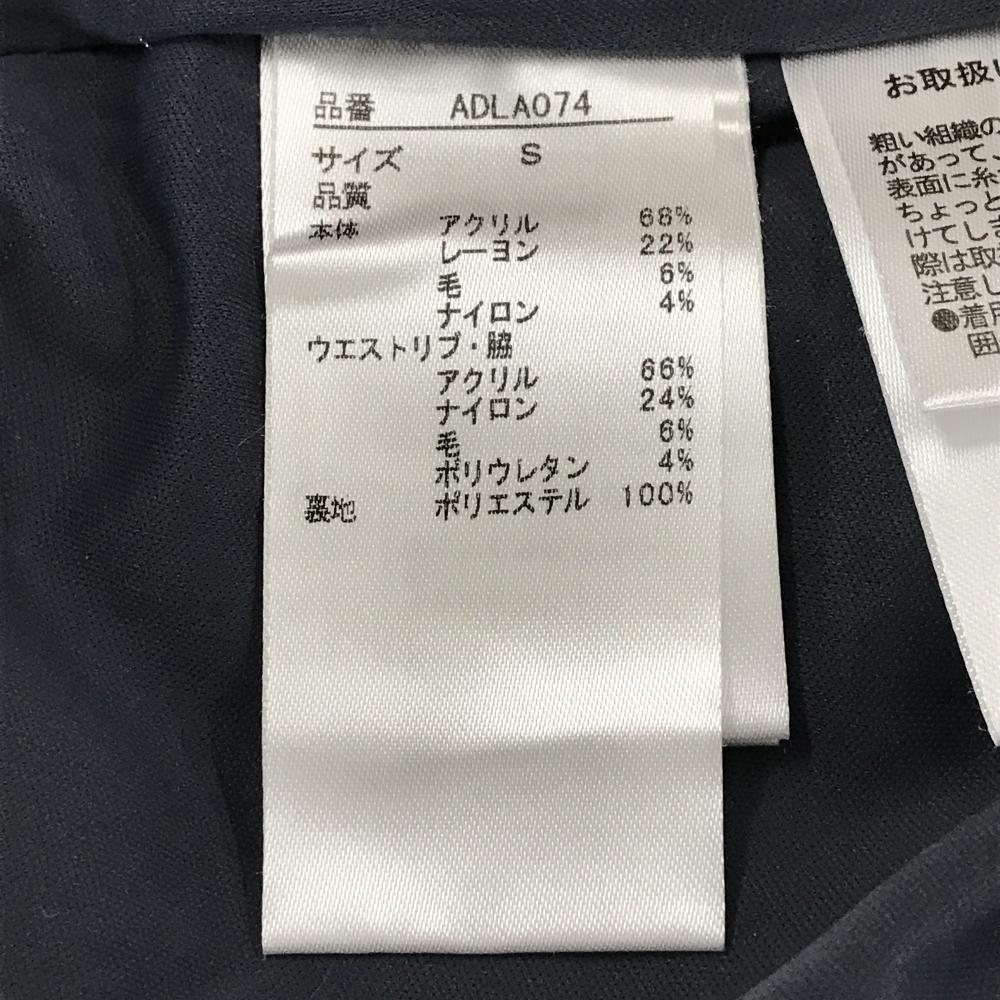 品番 ADLA074
サイズ S
品質
本体 アクリル 68%
レーヨン 22%
毛 6%
ナイロン 4%
ウエストリブ・脇
アクリル 66%
ナイロン 24%
毛 6%
ポリウレタン 4%
裏地 ポリエステル 100%
お取扱い
粗い組織の
があって、
表面に糸
ちょっと
けてしま
際は取
注意し
●着用
囲